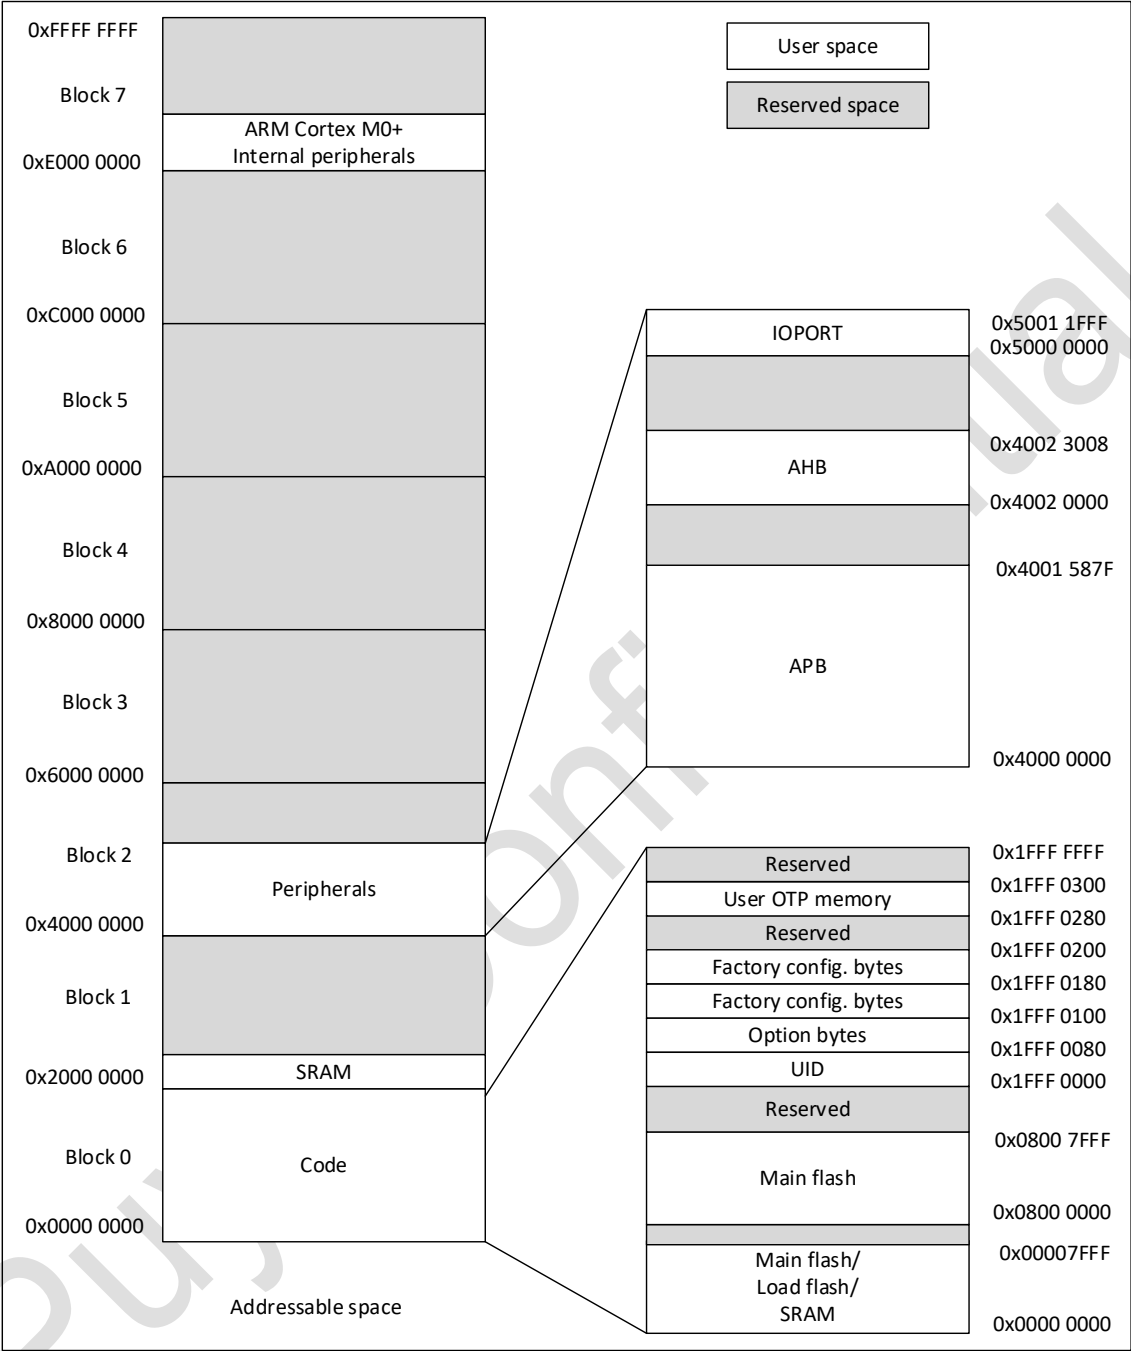 0xFFFF FFFF
Block 7
ARM Cortex M0+
Internal peripherals
0xE000 0000
Block 6
0xC000 0000
Block 5
0xA000 0000
Block 4
0x8000 0000
Block 3
0x6000 0000
Block 2
Peripherals
0x4000 0000
Block 1
SRAM
0x2000 0000
Block 0
Code
0x0000 0000
Addressable space
User space
Reserved space
IOPORT
0x5001 1FFF
0x5000 0000
0x4002 3008
AHB
0x4002 0000
0x4001 587F
APB
0x4000 0000
0x1FFF FFFF
Reserved
0x1FFF 0300
User OTP memory
0x1FFF 0280
Reserved
0x1FFF 0200
Factory config. bytes
0x1FFF 0180
Factory config. bytes
0x1FFF 0100
Option bytes
0x1FFF 0080
UID
0x1FFF 0000
Reserved
0x0800 7FFF
Main flash
0x0800 0000
0x00007FFF
Main flash/
Load flash/
SRAM
0x0000 0000